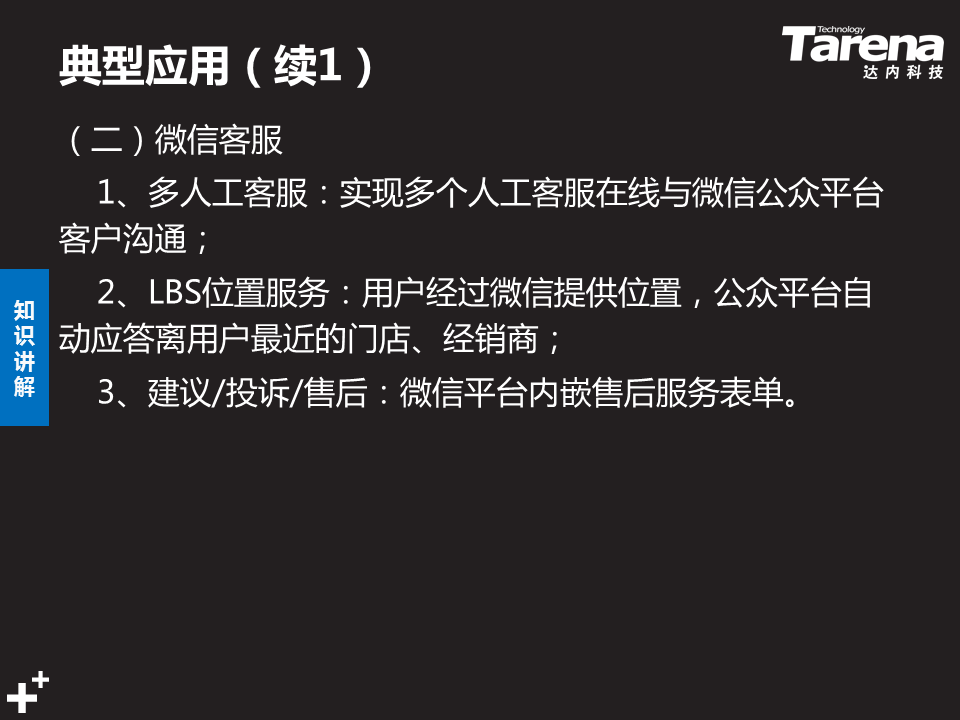 典型应用（续1）
Technology
Tarena
达内科技
（二）微信客服
1、多人工客服：实现多个人工客服在线与微信公众平台
客户沟通；
2、LBS位置服务：用户经过微信提供位置，公众平台自
动应答离用户最近的门店、经销商；
3、建议/投诉/售后：微信平台内嵌售后服务表单。
知识讲解